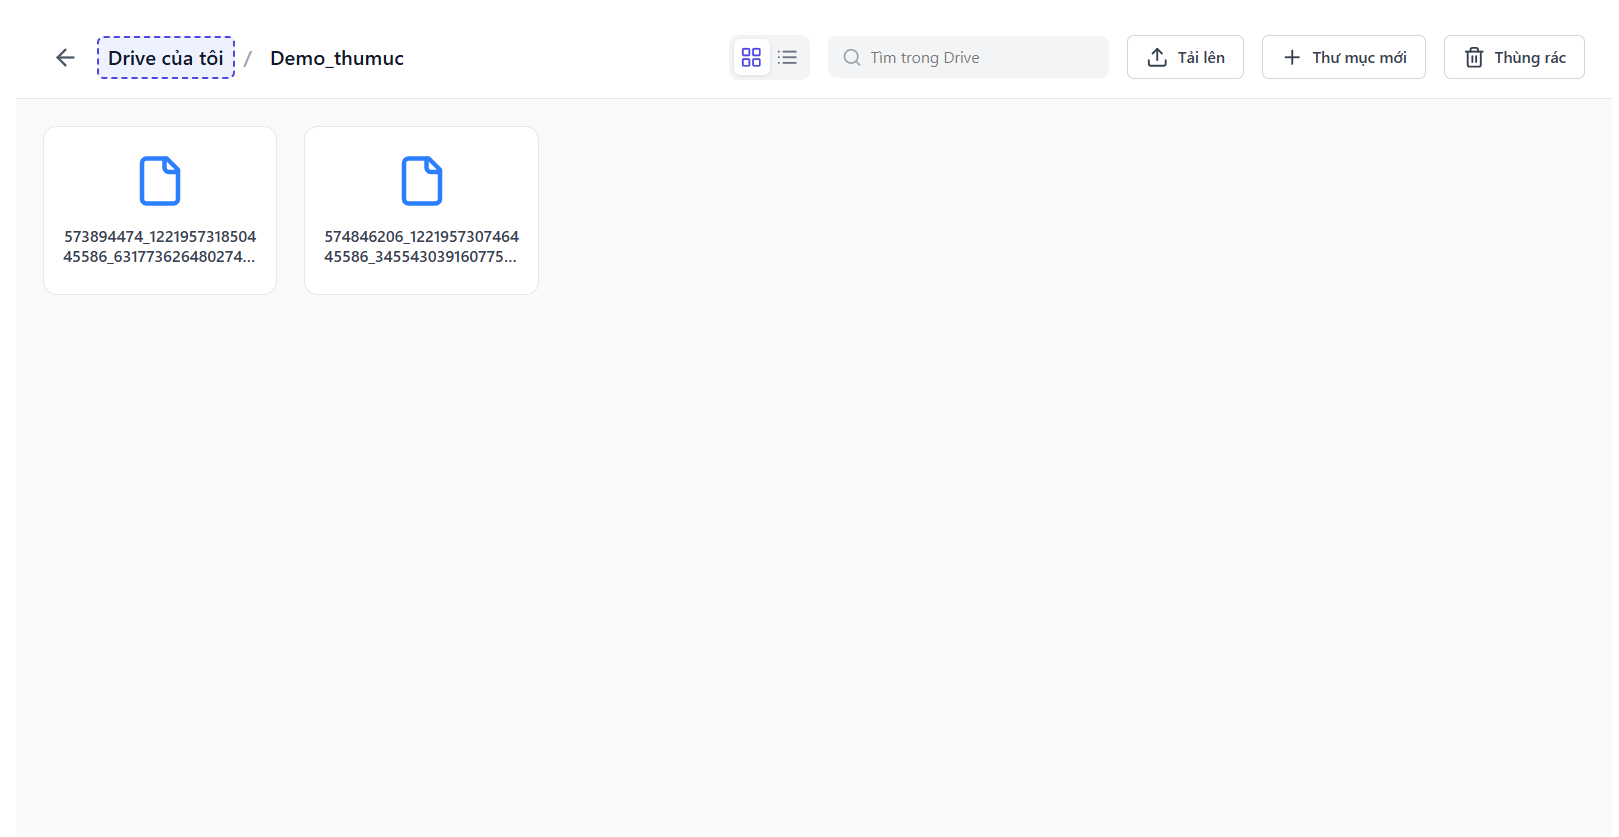 Drive của tôi / Demo_thumuc
Tìm trong Drive
Tải lên
Thư mục mới
Thùng rác
573894474_1221957318504
45586_631773626480274...
574846206_1221957307464
45586_345543039160775...